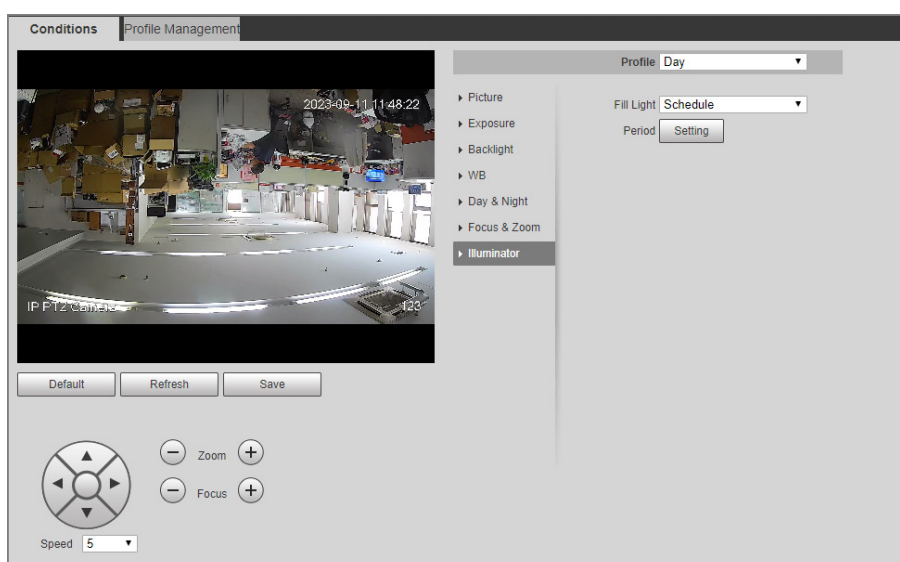 Conditions
Profile Management
2023-09-11 11:48:22
IP PTZ Camera
123
Default
Refresh
Save
Zoom
Focus
Speed 5
Profile Day
Picture
Exposure
Backlight
WB
Day & Night
Focus & Zoom
Illuminator
Fill Light Schedule
Period Setting